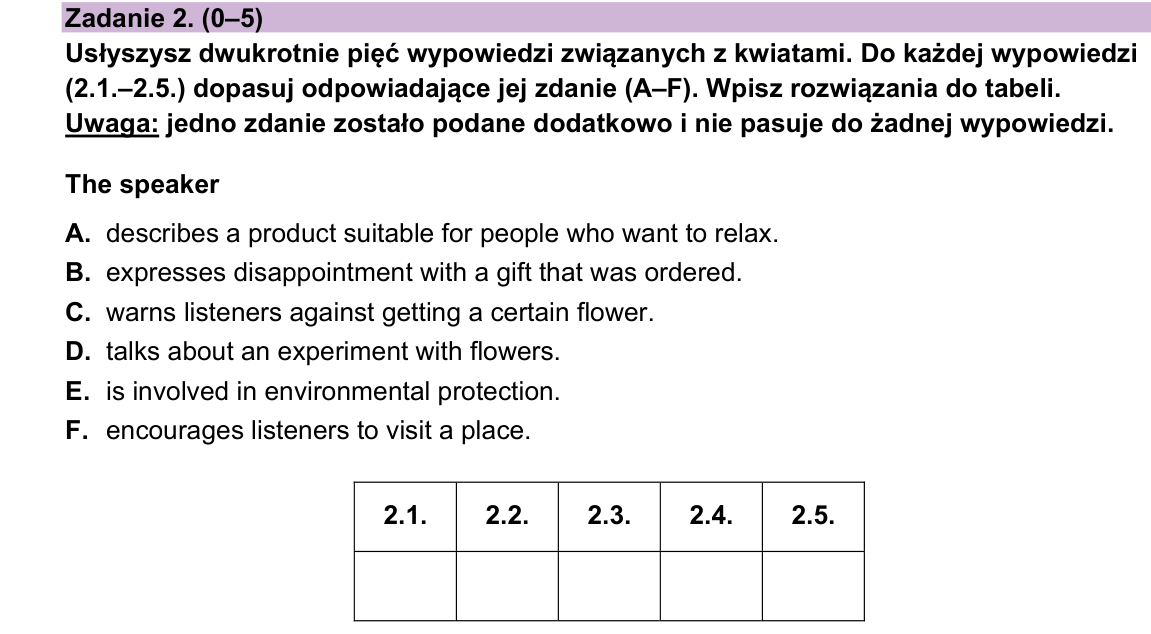 Zadanie 2. (0–5)
Usłyszysz dwukrotnie pięć wypowiedzi związanych z kwiatami. Do każdej wypowiedzi
(2.1.–2.5.) dopasuj odpowiadające jej zdanie (A–F). Wpisz rozwiązania do tabeli.
Uwaga: jedno zdanie zostało podane dodatkowo i nie pasuje do żadnej wypowiedzi.
The speaker
A. describes a product suitable for people who want to relax.
B. expresses disappointment with a gift that was ordered.
C. warns listeners against getting a certain flower.
D. talks about an experiment with flowers.
E. is involved in environmental protection.
F. encourages listeners to visit a place.
2.1. 2.2. 2.3. 2.4. 2.5.